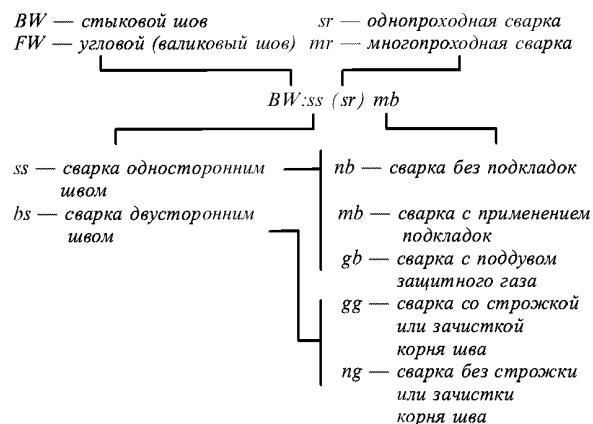 BW — стыковой шов sr — однопроходная сварка
FW — угловой (валиковый шов) mr — многопроходная сварка
BW:ss (sr) mb
ss — сварка односторонним
швом
bs — сварка двусторонним
швом
nb — сварка без подкладок
mb — сварка с применением
подкладок
gb — сварка с поддувом
защитного газа
gg — сварка со строжкой
или зачисткой
корня шва
ng — сварка без строжки
или зачистки
корня шва